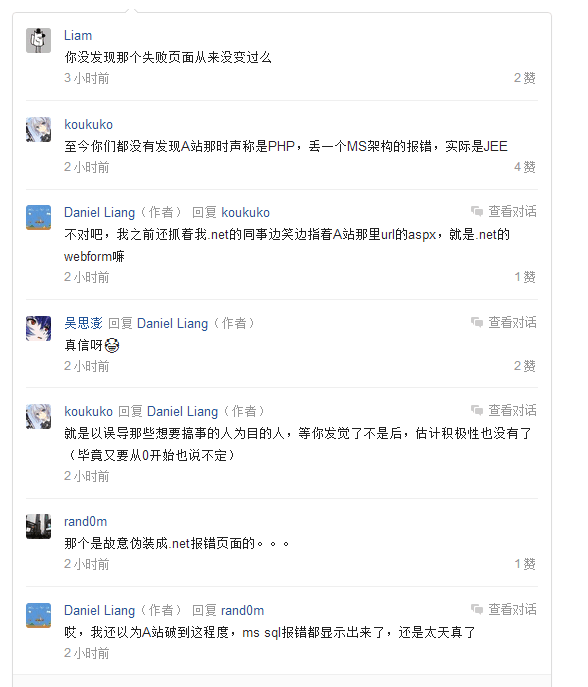 Liam
你没发现那个失败页面从来没变过么
3 小时前 2 赞
koukuko
至今你们都没有发现A站那时声称是PHP，丢一个MS架构的报错，实际是JEE
2 小时前 4 赞
Daniel Liang（作者） 回复 koukuko 查看对话
不对吧，我之前还抓着我.net的同事边笑边指着A站那里url的aspx，就是.net的
webform嘛
2 小时前 1 赞
吴思澎 回复 Daniel Liang（作者） 查看对话
真信呀😂
2 小时前 2 赞
koukuko 回复 Daniel Liang（作者） 查看对话
就是以误导那些想要搞事的人为目的人，等你发觉了不是后，估计积极性也没有了
（毕竟又要从0开始也说不定）
2 小时前
rand0m
那个是故意伪装成.net报错页面的。。。
2 小时前 1 赞
Daniel Liang（作者） 回复 rand0m 查看对话
哎，我还以为A站破到这程度，ms sql报错都显示出来了，还是太天真了
2 小时前